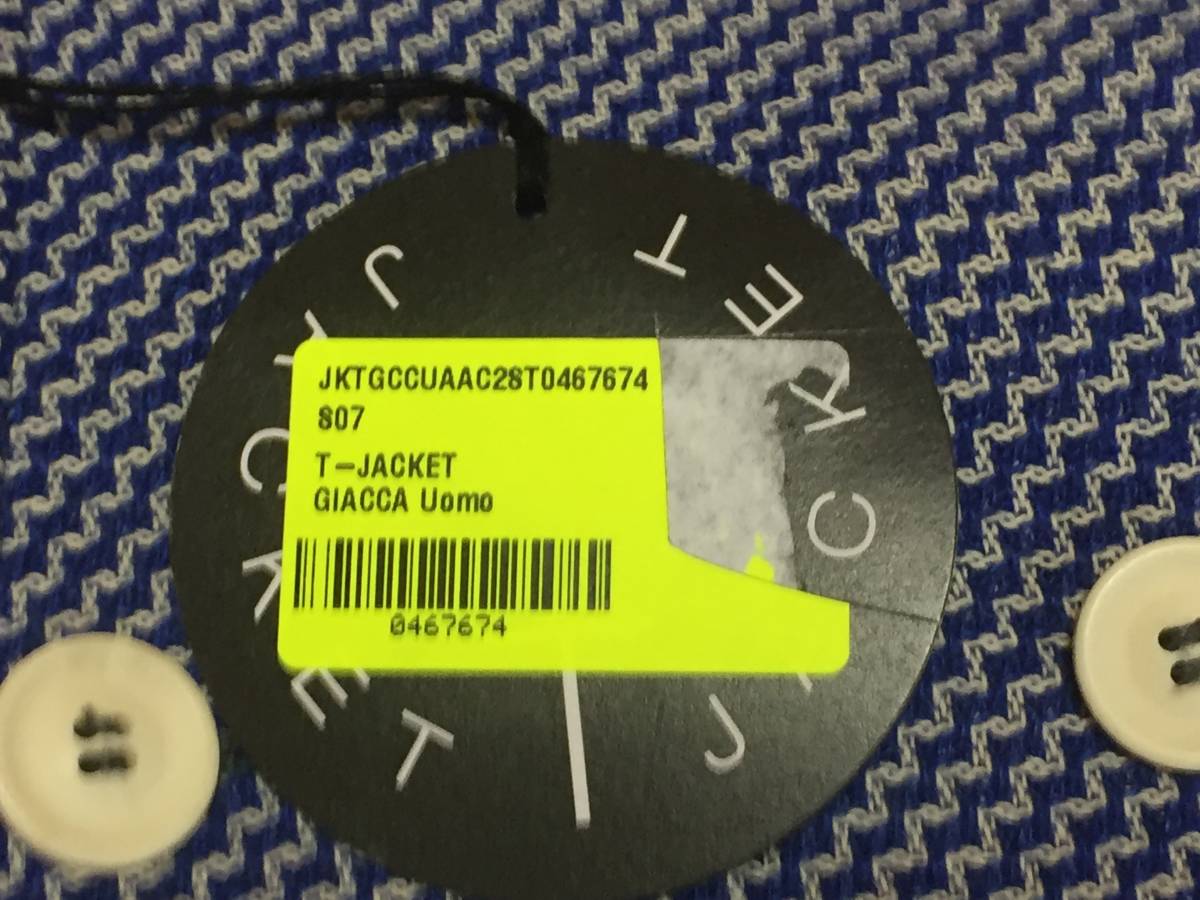 JKTGCCUAAC28T0467674
807
T-JACKET
GIACCA Uomo
0467674